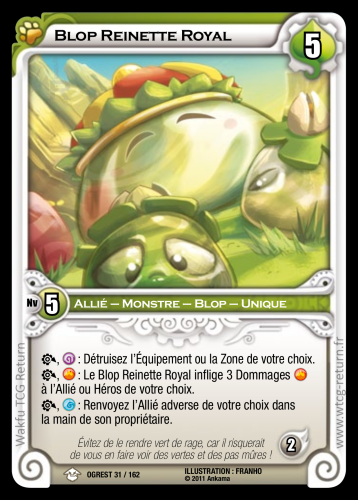 Blop Reinette Royal
5
Nv 5 Allié – Monstre – Blop – Unique
, : Détruisez l'Équipement ou la Zone de votre choix.
, : Le Blop Reinette Royal inflige 3 Dommages
à l'Allié ou Héros de votre choix.
, : Renvoyez l'Allié adverse de votre choix dans
la main de son propriétaire.
Évitez de le rendre vert de rage, car il risquerait
de vous en faire voir des vertes et des pas mûres !
2
OGREST 31 / 162
ILLUSTRATION : FRANHO
© 2011 Ankama
Wakfu TCG Return
www.wtcg-return.fr